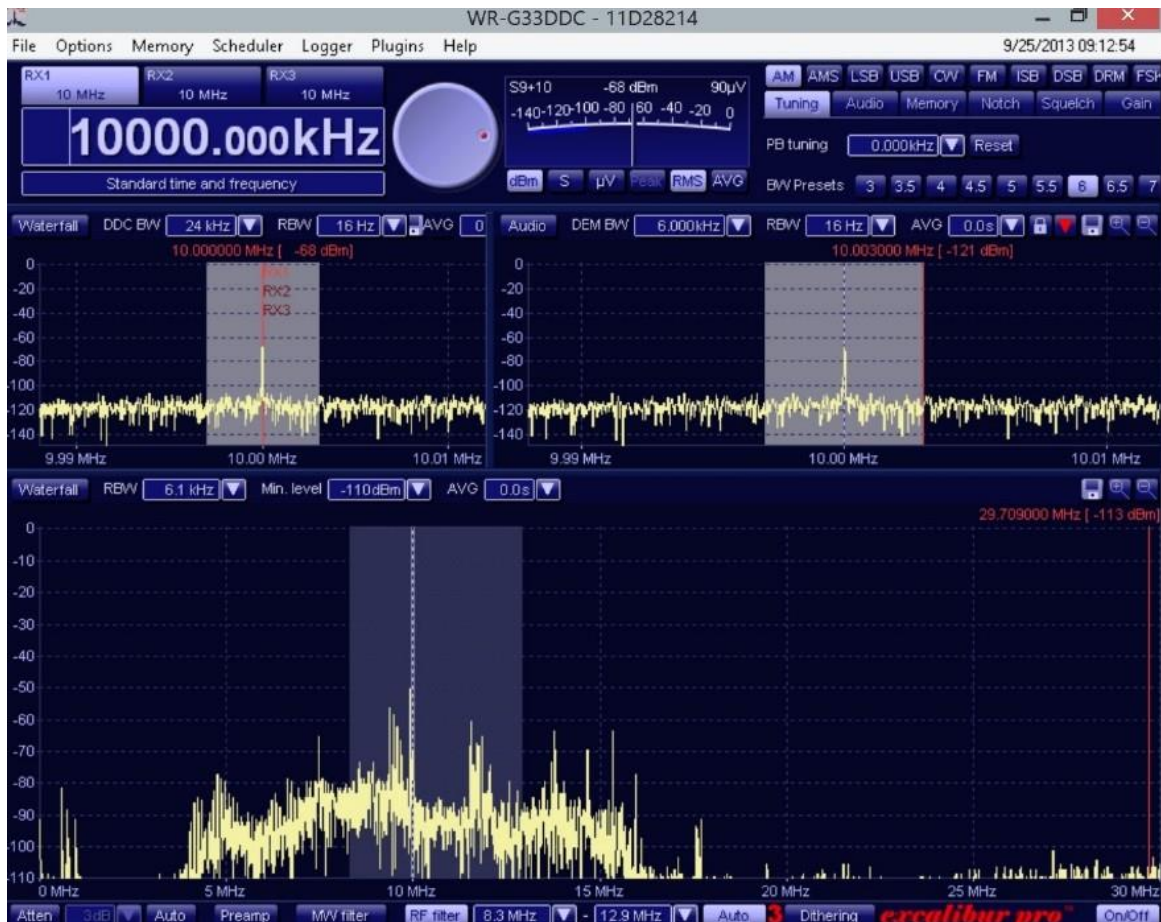 WR-G33DDC - 11D28214
File Options Memory Scheduler Logger Plugins Help 9/25/2013 09:12:54
RX1 10 MHz RX2 10 MHz RX3 10 MHz
10000.000kHz
Standard time and frequency
S9+10 -68 dBm 90µV
-140 -120 -100 -80 -60 -40 -20 0
dBm S µV Peak RMS AVG
AM AMS LSB USB CW FM ISB DSB DRM FSK
Tuning Audio Memory Notch Squelch Gain
PB tuning 0.000kHz Reset
BW Presets 3 3.5 4 4.5 5 5.5 6 6.5 7
Waterfall DDC BW 24 kHz RBW 16 Hz AVG 0
10.000000 MHz [ -68 dBm]
RX1
RX2
RX3
0
-20
-40
-60
-80
-100
-120
-140
9.99 MHz 10.00 MHz 10.01 MHz
Audio DEM BW 6.000kHz RBW 16 Hz AVG 0.0s
10.003000 MHz [ -121 dBm]
0
-20
-40
-60
-80
-100
-120
-140
9.99 MHz 10.00 MHz 10.01 MHz
Waterfall RBW 6.1 kHz Min. level -110dBm AVG 0.0s
29.709000 MHz [ -113 dBm]
0
-10
-20
-30
-40
-50
-60
-70
-80
-90
-100
-110
0 MHz 5 MHz 10 MHz 15 MHz 20 MHz 25 MHz 30 MHz
Atten 3dB Auto Preamp MW filter RF filter 8.3 MHz - 12.9 MHz Auto 3 Dithering excalibur pro™ On/Off